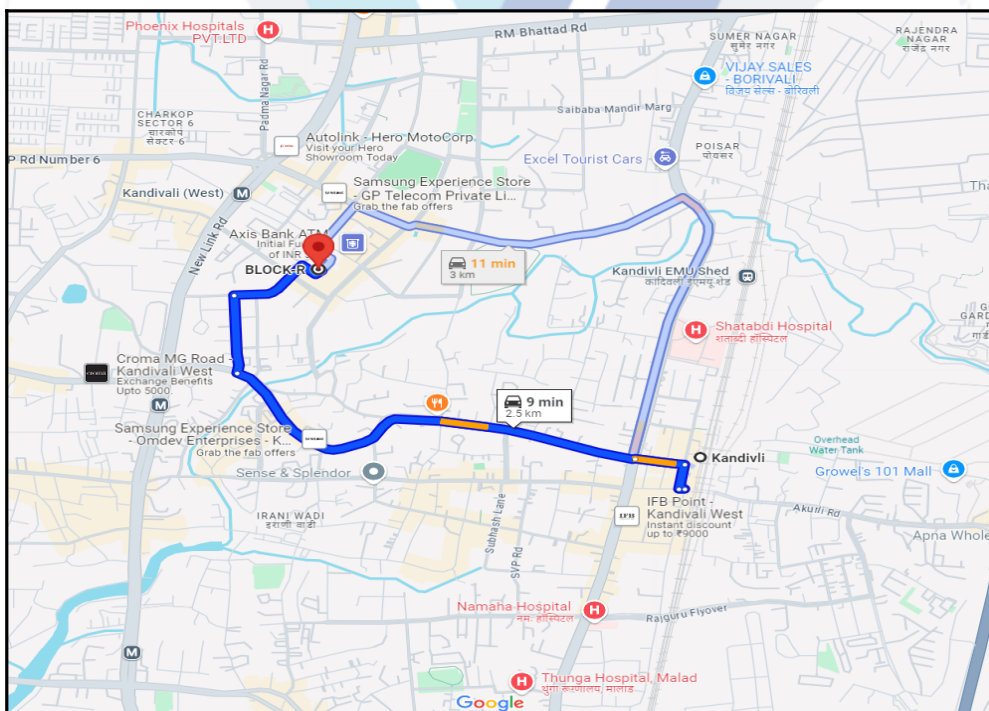 Phoenix Hospitals
PVT.LTD
RM Bhattad Rd
SUMER NAGAR
सुमेर नगर
RAJENDRA
NAGAR
राजेंद्र नगर
VIJAY SALES
- BORIVALI
विजय सेल्स - बोरिवली
Padma Nagar Rd
CHARKOP
SECTOR 6
चारकोप
सेक्टर 6
Saibaba Mandir Marg
Autolink - Hero MotoCorp
Visit your Hero
Showroom Today
POISAR
पोयसर
P Rd Number 6
Excel Tourist Cars
Kandivali (West)
Samsung Experience Store
- GP Telecom Private Li...
Grab the fab offers
Tha
New Link Rd
Axis Bank ATM
Initial Fu
of INR
BLOCK-R
11 min
3 km
Kandivli EMU Shed
कांदिवली ईएमयू शेड
GARD
गार्ड
Shatabdi Hospital
शताब्दी हॉस्पिटल
Croma MG Road -
Kandivali West
Exchange Benefits
Upto 5000.
9 min
2.5 km
Samsung Experience Store
- Omdev Enterprises - K...
Grab the fab offers
Overhead
Water Tank
Kandivli
Sense & Splendor
Growel's 101 Mall
IFB
IFB Point -
Kandivali West
Instant discount
up to ₹9000
Akurli Rd
IRANI WADI
इराणी वाडी
Subhash Lane
SVP Rd
Apna Whole
Namaha Hospital
नमः हॉस्पिटल
Rajguru Flyover
Thunga Hospital, Malad
थुंगा रुग्णालय, मालाड
Google